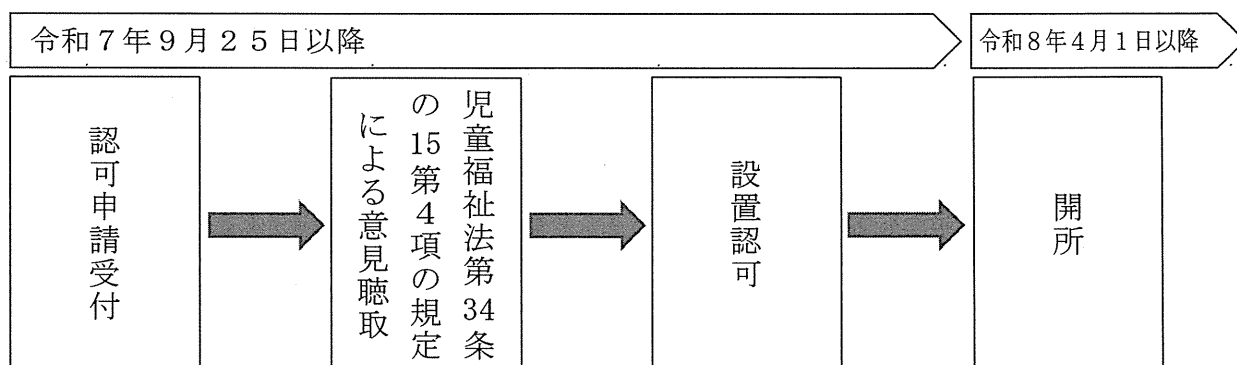 令和７年９月２５日以降
令和８年４月１日以降
認可申請受付
児童福祉法第34条
の15第4項の規定
による意見聴取
設置認可
開所